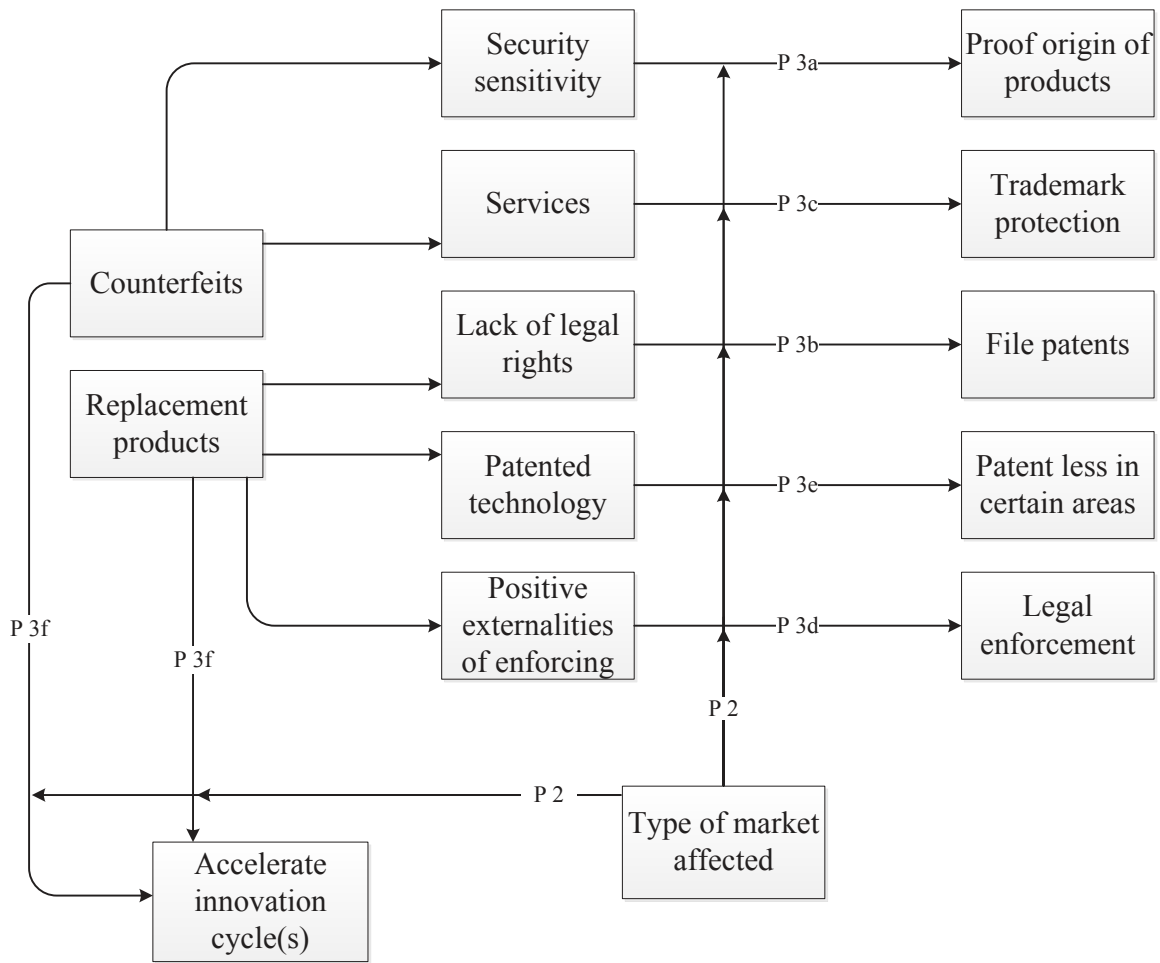 Security
sensitivity
P 3a
Proof origin of
products
Services
P 3c
Trademark
protection
Counterfeits
Lack of legal
rights
P 3b
File patents
Replacement
products
Patented
technology
P 3e
Patent less in
certain areas
Positive
externalities
of enforcing
P 3d
Legal
enforcement
P 3f
P 3f
P 2
P 2
Type of market
affected
Accelerate
innovation
cycle(s)